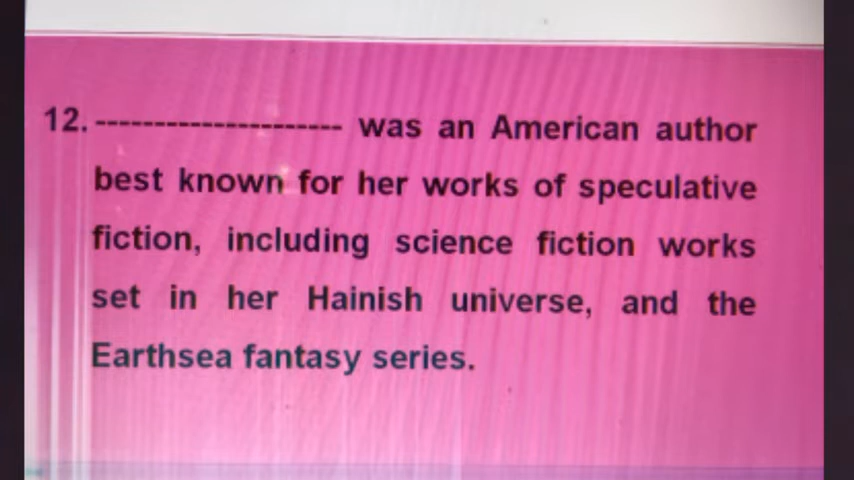 12. --------------------- was an American author
best known for her works of speculative
fiction, including science fiction works
set in her Hainish universe, and the
Earthsea fantasy series.